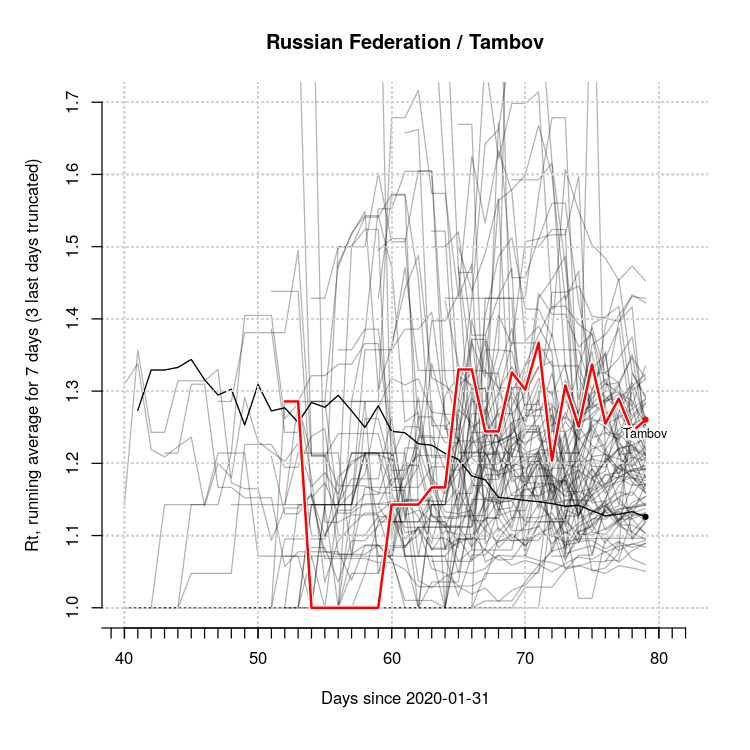 Russian Federation / Tambov
Rt, running average for 7 days (3 last days truncated)
1.7
1.6
1.5
1.4
1.3
1.2
1.1
1.0
Tambov
40 50 60 70 80
Days since 2020-01-31